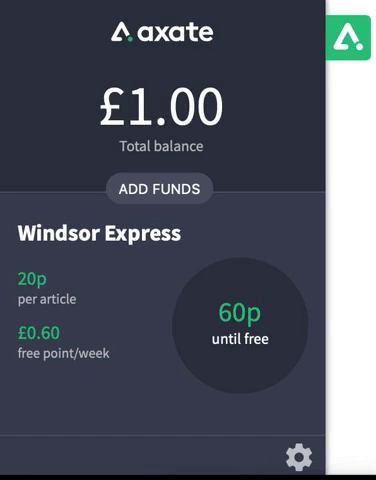 axate
£1.00
Total balance
ADD FUNDS
Windsor Express
20p
per article
£0.60
free point/week
60p
until free